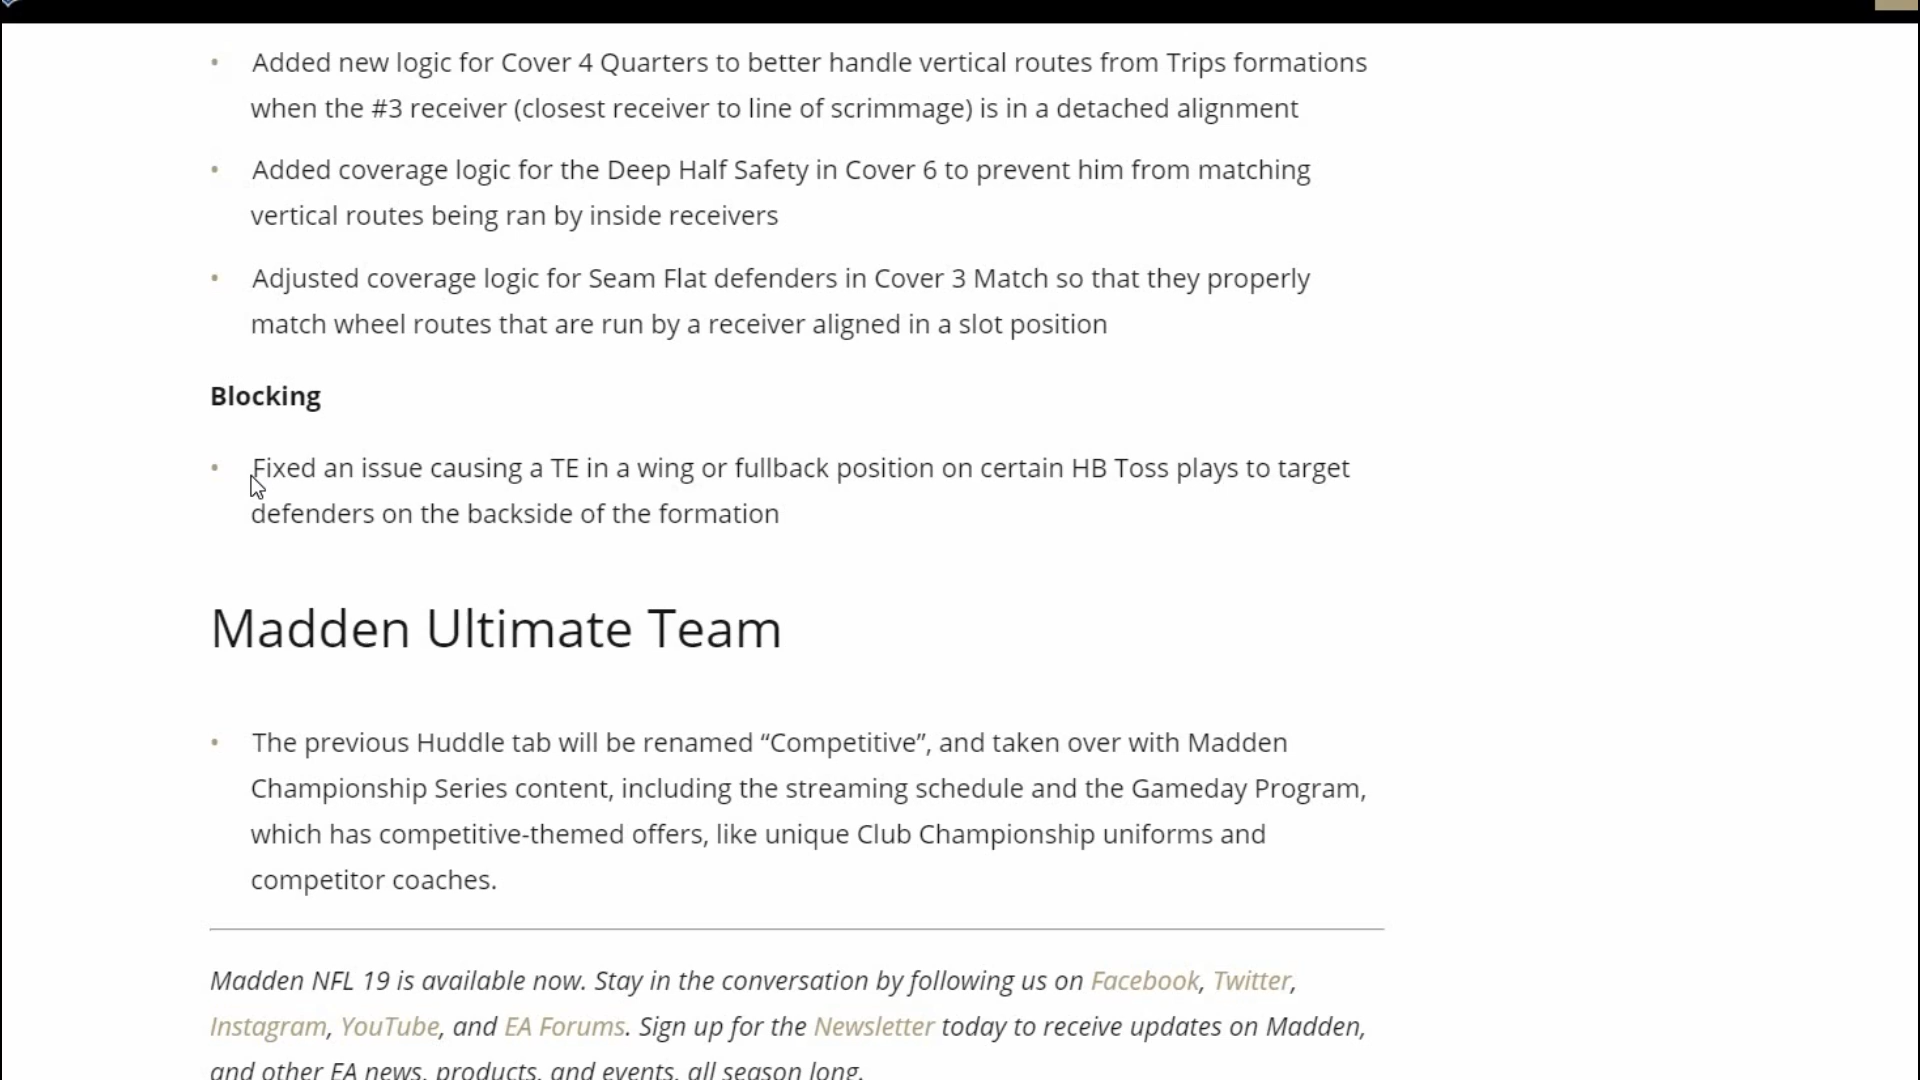 • Added new logic for Cover 4 Quarters to better handle vertical routes from Trips formations
when the #3 receiver (closest receiver to line of scrimmage) is in a detached alignment
• Added coverage logic for the Deep Half Safety in Cover 6 to prevent him from matching
vertical routes being ran by inside receivers
• Adjusted coverage logic for Seam Flat defenders in Cover 3 Match so that they properly
match wheel routes that are run by a receiver aligned in a slot position
Blocking
• Fixed an issue causing a TE in a wing or fullback position on certain HB Toss plays to target
defenders on the backside of the formation
Madden Ultimate Team
• The previous Huddle tab will be renamed “Competitive”, and taken over with Madden
Championship Series content, including the streaming schedule and the Gameday Program,
which has competitive-themed offers, like unique Club Championship uniforms and
competitor coaches.
Madden NFL 19 is available now. Stay in the conversation by following us on Facebook, Twitter,
Instagram, YouTube, and EA Forums. Sign up for the Newsletter today to receive updates on Madden,
and other EA news, products, and events, all season long.